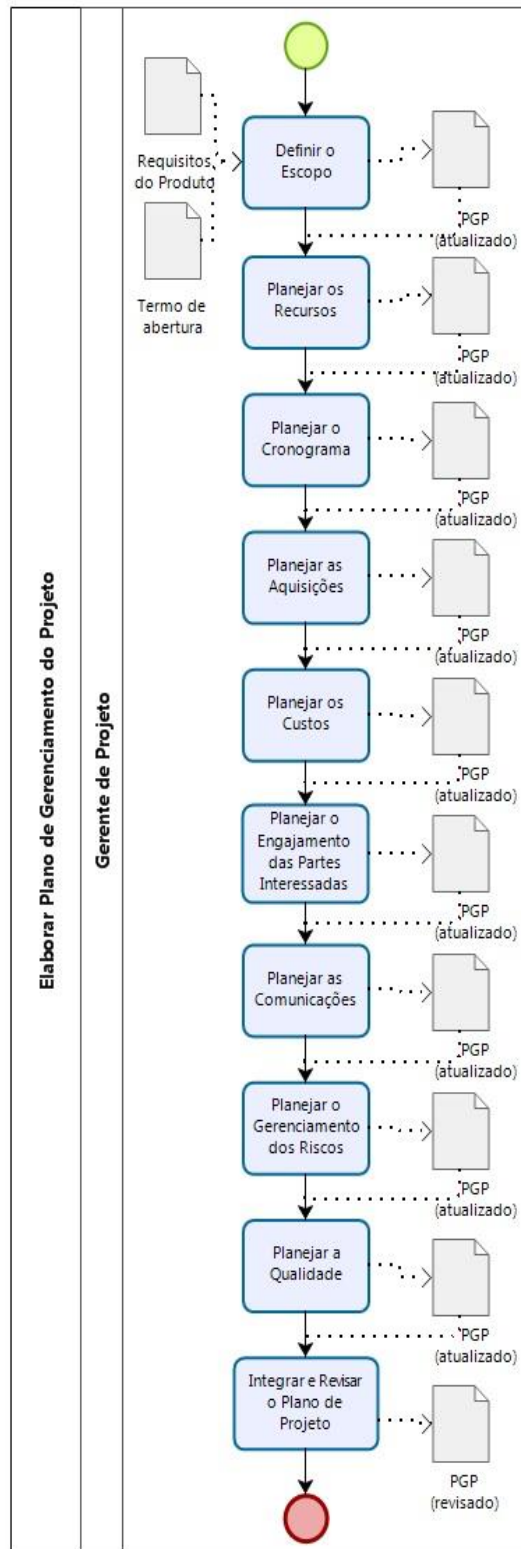 Elaborar Plano de Gerenciamento do Projeto
Gerente de Projeto
Requisitos
do Produto
Termo de
abertura
Definir o
Escopo
PGP
(atualizado)
Planejar os
Recursos
PGP
(atualizado)
Planejar o
Cronograma
PGP
(atualizado)
Planejar as
Aquisições
PGP
(atualizado)
Planejar os
Custos
PGP
(atualizado)
Planejar o
Engajamento
das Partes
Interessadas
PGP
(atualizado)
Planejar as
Comunicações
PGP
(atualizado)
Planejar o
Gerenciamento
dos Riscos
PGP
(atualizado)
Planejar a
Qualidade
PGP
(atualizado)
Integrar e Revisar
o Plano de
Projeto
PGP
(revisado)